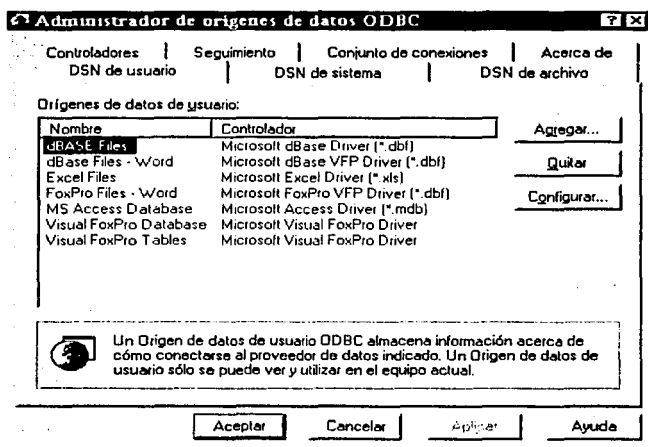 Administrador de orígenes de datos ODBC
Controladores Seguimiento Conjunto de conexiones Acerca de
DSN de usuario DSN de sistema DSN de archivo
Orígenes de datos de usuario:
Nombre Controlador
dBASE Files Microsoft dBase Driver (*.dbf)
dBase Files - Word Microsoft dBase VFP Driver (*.dbf)
Excel Files Microsoft Excel Driver (*.xls)
FoxPro Files - Word Microsoft FoxPro VFP Driver (*.dbf)
MS Access Database Microsoft Access Driver (*.mdb)
Visual FoxPro Database Microsoft Visual FoxPro Driver
Visual FoxPro Tables Microsoft Visual FoxPro Driver
Agregar...
Quitar
Configurar...
Un Origen de datos de usuario ODBC almacena información acerca de
cómo conectarse al proveedor de datos indicado. Un Origen de datos de
usuario sólo se puede ver y utilizar en el equipo actual.
Aceptar Cancelar Aplicar Ayuda